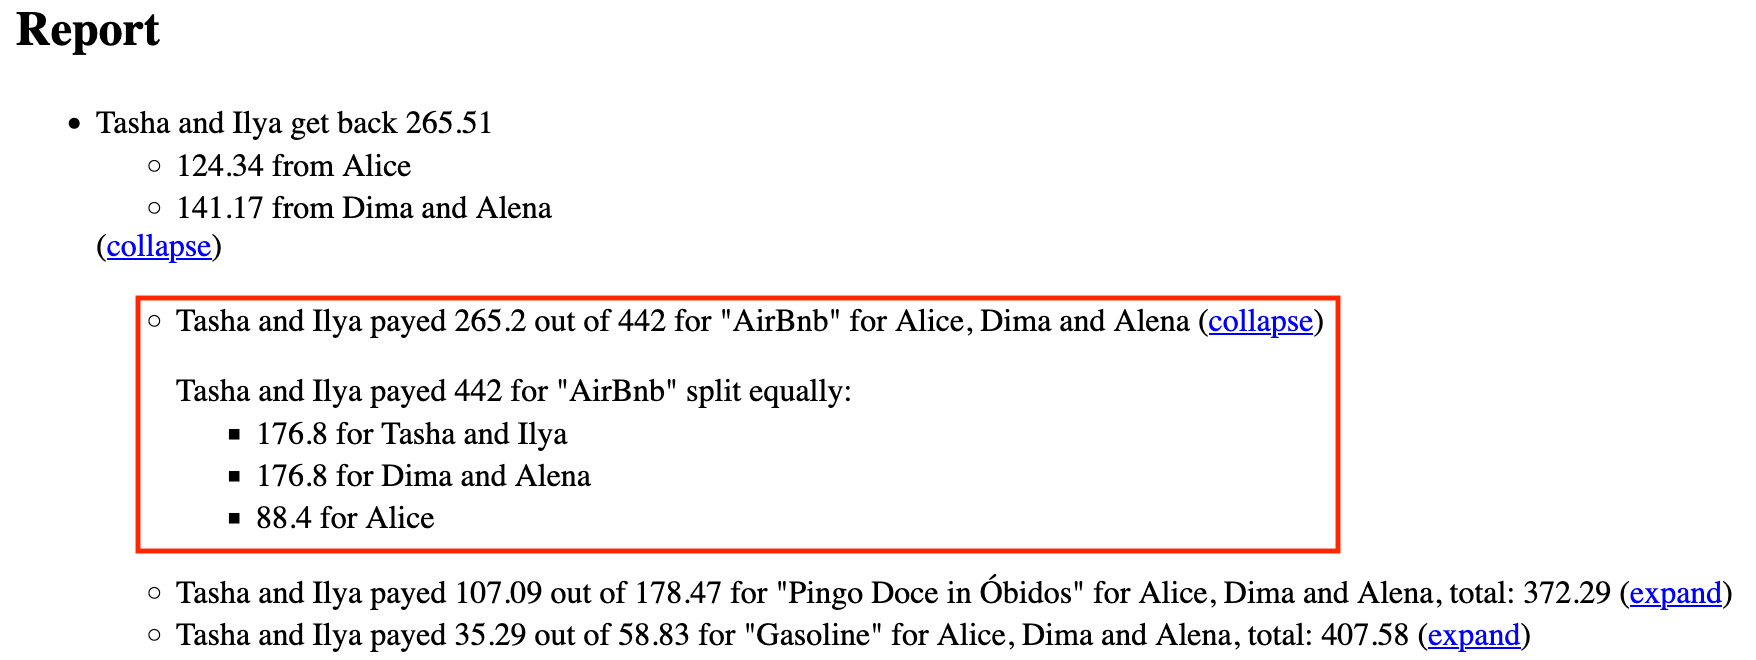 Report
Tasha and Ilya get back 265.51
124.34 from Alice
141.17 from Dima and Alena
(collapse)
Tasha and Ilya payed 265.2 out of 442 for "AirBnb" for Alice, Dima and Alena (collapse)
Tasha and Ilya payed 442 for "AirBnb" split equally:
176.8 for Tasha and Ilya
176.8 for Dima and Alena
88.4 for Alice
Tasha and Ilya payed 107.09 out of 178.47 for "Pingo Doce in Óbidos" for Alice, Dima and Alena, total: 372.29 (expand)
Tasha and Ilya payed 35.29 out of 58.83 for "Gasoline" for Alice, Dima and Alena, total: 407.58 (expand)